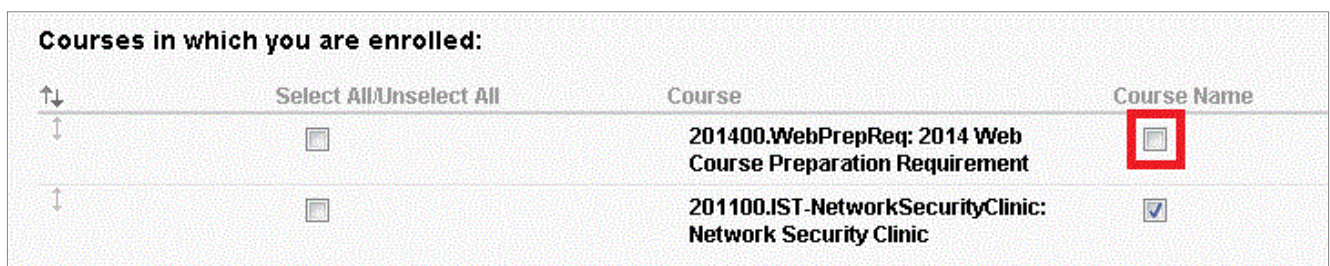 Courses in which you are enrolled:
Select All/Unselect All Course Course Name
201400.WebPrepReq: 2014 Web
Course Preparation Requirement
201100.IST-NetworkSecurityClinic:
Network Security Clinic